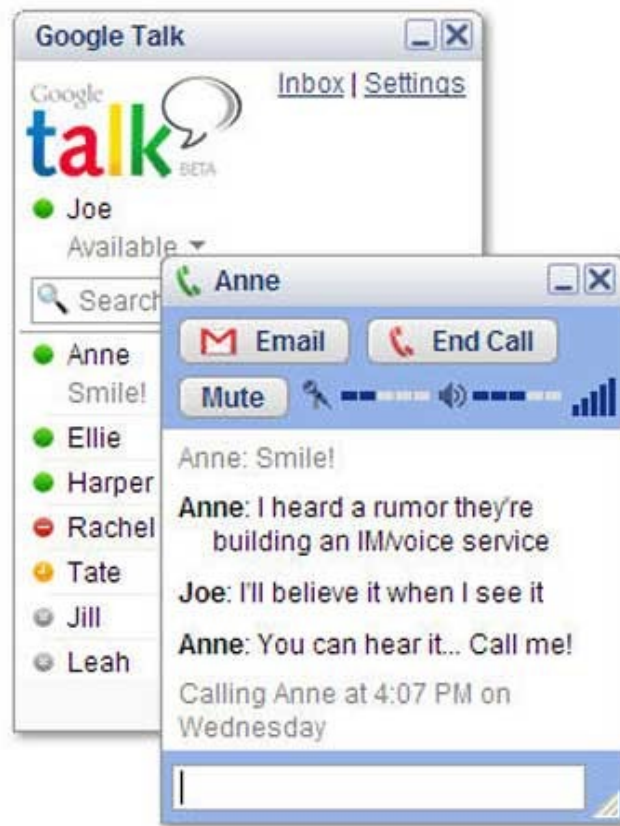 Google Talk
Inbox | Settings
Google
talk
BETA
Joe
Available
Search
Anne
Smile!
Ellie
Harper
Rachel
Tate
Jill
Leah
Anne
Email
End Call
Mute
Anne: Smile!
Anne: I heard a rumor they're
building an IM/voice service
Joe: I'll believe it when I see it
Anne: You can hear it... Call me!
Calling Anne at 4:07 PM on
Wednesday